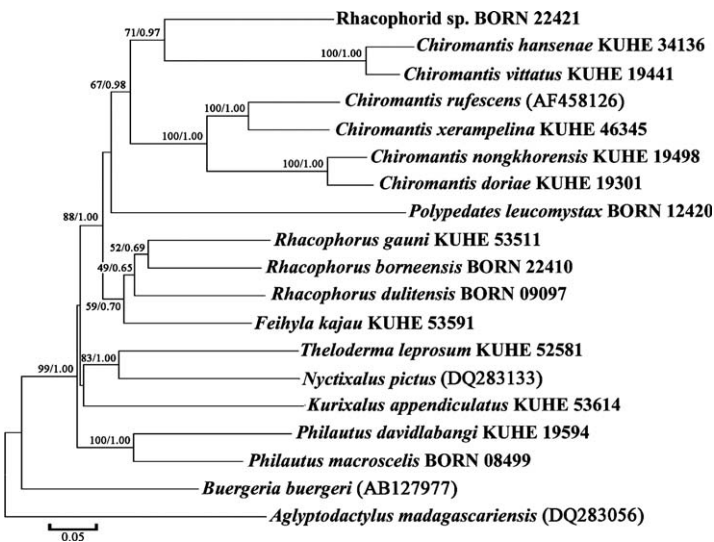 Rhacophorid sp. BORN 22421
71/0.97
Chiromantis hansenae KUHE 34136
100/1.00
Chiromantis vittatus KUHE 19441
67/0.98
Chiromantis rufescens (AF458126)
100/1.00
Chiromantis xerampelina KUHE 46345
100/1.00
Chiromantis nongkhorensis KUHE 19498
100/1.00
Chiromantis doriae KUHE 19301
Polypedates leucomystax BORN 12420
88/1.00
Rhacophorus gauni KUHE 53511
52/0.69
Rhacophorus borneensis BORN 22410
49/0.65
Rhacophorus dulitensis BORN 09097
59/0.70
Feihyla kajau KUHE 53591
Theloderma leprosum KUHE 52581
83/1.00
99/1.00
Nyctixalus pictus (DQ283133)
Kurixalus appendiculatus KUHE 53614
Philautus davidlabangi KUHE 19594
100/1.00
Philautus macroscelis BORN 08499
Buergeria buergeri (AB127977)
Aglyptodactylus madagascariensis (DQ283056)
0.05